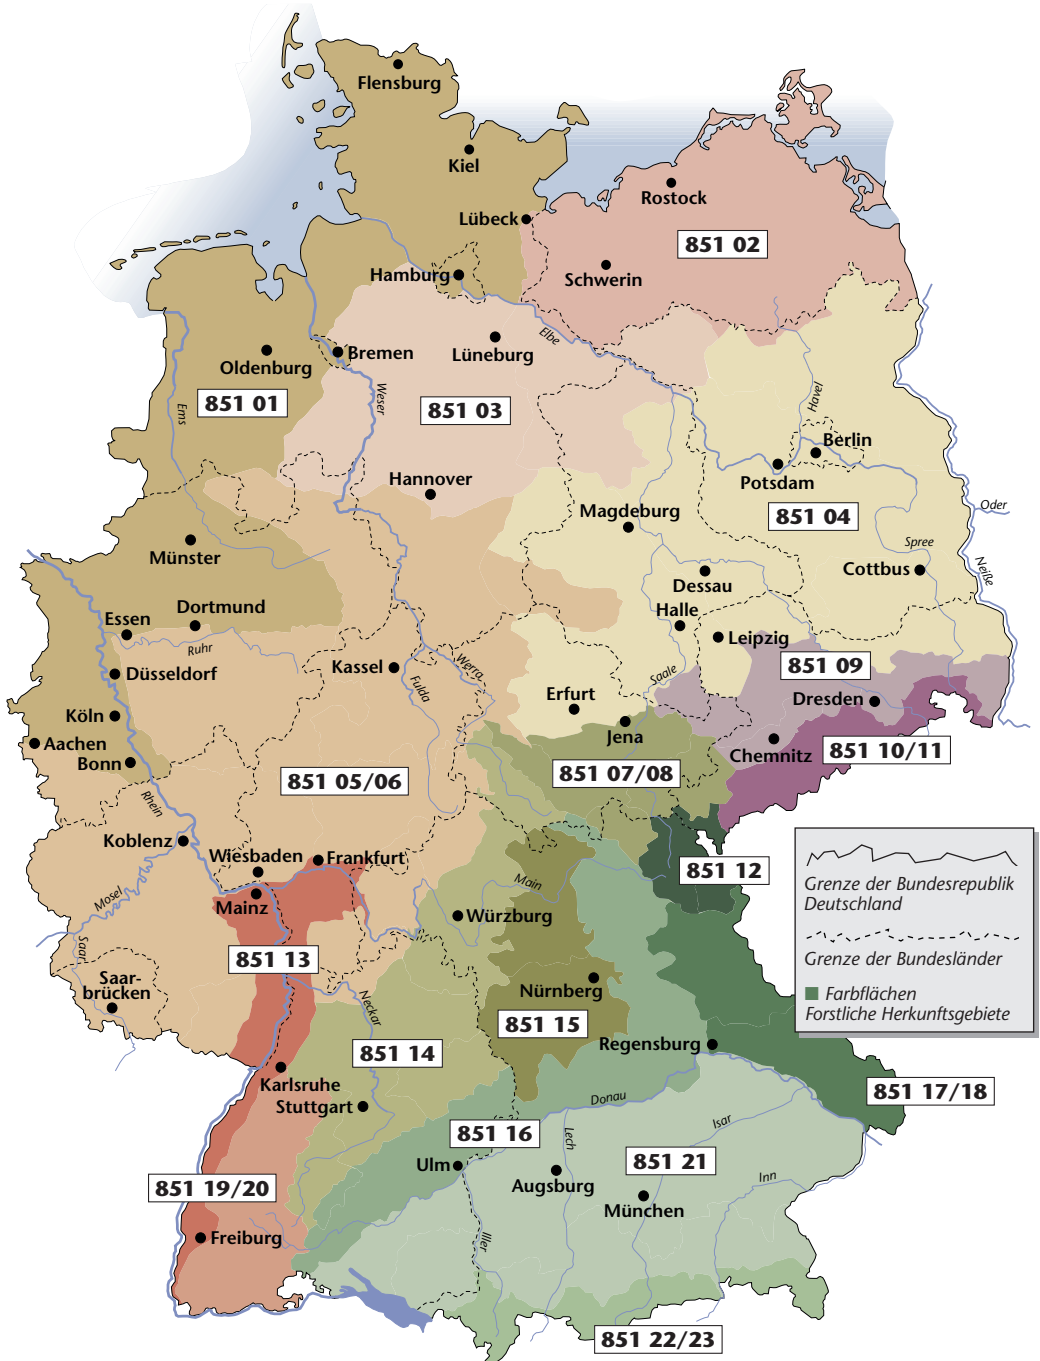 Flensburg
Kiel
Lübeck
Rostock
851 02
Hamburg
Schwerin
Elbe
Oldenburg
Bremen
Lüneburg
851 01
Ems
Weser
851 03
Havel
Berlin
Potsdam
Hannover
Magdeburg
851 04
Oder
Münster
Spree
Neiße
Cottbus
Dessau
Halle
Essen
Dortmund
Ruhr
Leipzig
Düsseldorf
Kassel
Fulda
Werra
Saale
851 09
Erfurt
Dresden
Köln
Jena
Aachen
Bonn
Chemnitz
851 10/11
851 05/06
851 07/08
Rhein
Koblenz
Wiesbaden
Frankfurt
851 12
Mosel
Mainz
Main
Würzburg
Saar
851 13
Saar-
brücken
Neckar
Nürnberg
851 15
851 14
Regensburg
Karlsruhe
Stuttgart
Donau
851 17/18
851 16
Lech
Isar
Ulm
Augsburg
851 21
Inn
851 19/20
München
Freiburg
Iller
851 22/23
Grenze der Bundesrepublik
Deutschland
Grenze der Bundesländer
Farbflächen
Forstliche Herkunftsgebiete